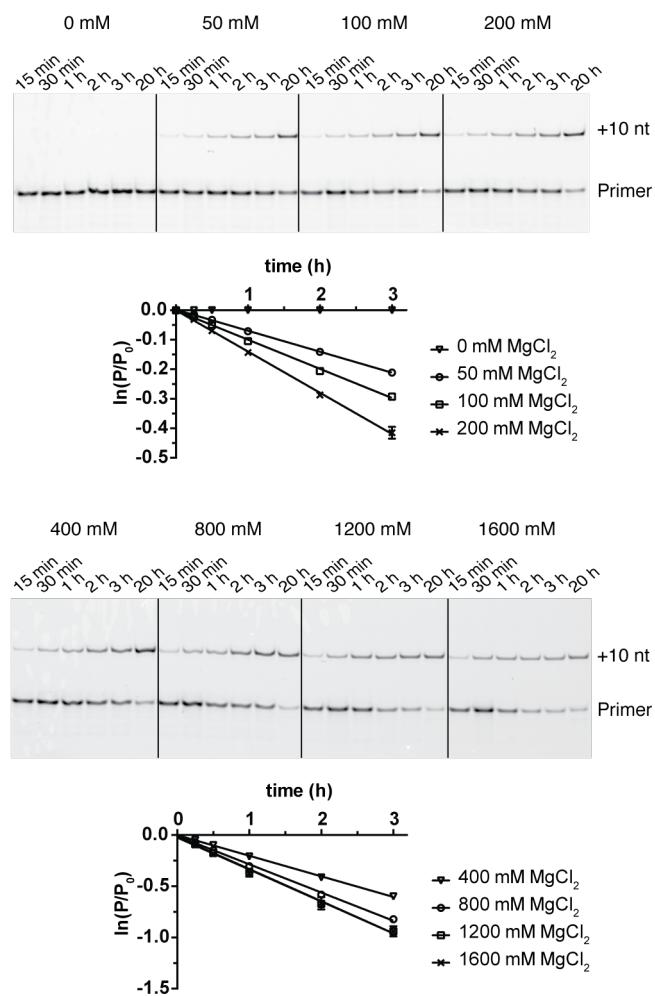 0 mM 50 mM 100 mM 200 mM
15 min 30 min 1 h 2 h 3 h 20 h 15 min 30 min 1 h 2 h 3 h 20 h 15 min 30 min 1 h 2 h 3 h 20 h 15 min 30 min 1 h 2 h 3 h 20 h
+10 nt
Primer
time (h)
1 2 3
0.0
-0.1
-0.2
-0.3
-0.4
-0.5
ln(P/P₀)
0 mM MgCl₂
50 mM MgCl₂
100 mM MgCl₂
200 mM MgCl₂
400 mM 800 mM 1200 mM 1600 mM
15 min 30 min 1 h 2 h 3 h 20 h 15 min 30 min 1 h 2 h 3 h 20 h 15 min 30 min 1 h 2 h 3 h 20 h 15 min 30 min 1 h 2 h 3 h 20 h
+10 nt
Primer
time (h)
0 1 2 3
0.0
-0.5
-1.0
-1.5
ln(P/P₀)
400 mM MgCl₂
800 mM MgCl₂
1200 mM MgCl₂
1600 mM MgCl₂